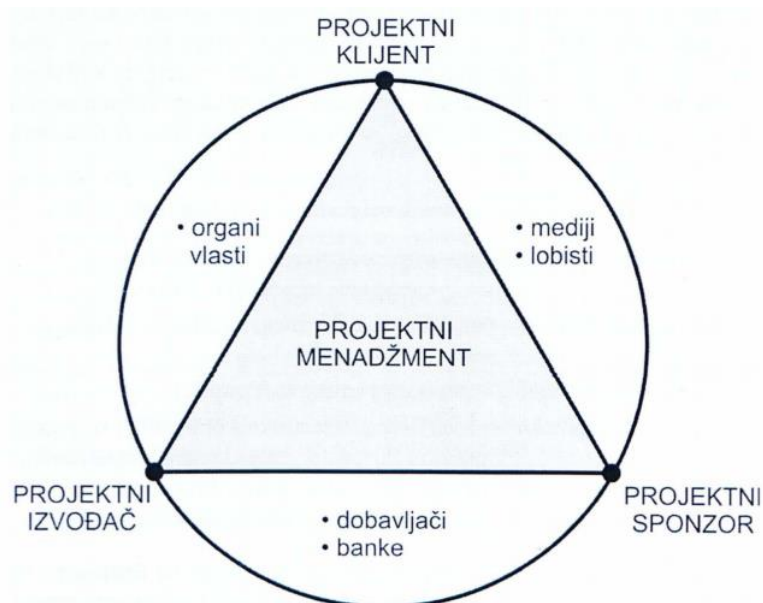 PROJEKTNI
KLIJENT
• organi
vlasti
• mediji
• lobisti
PROJEKTNI
MENADŽMENT
PROJEKTNI
IZVOĐAČ
• dobavljači
• banke
PROJEKTNI
SPONZOR